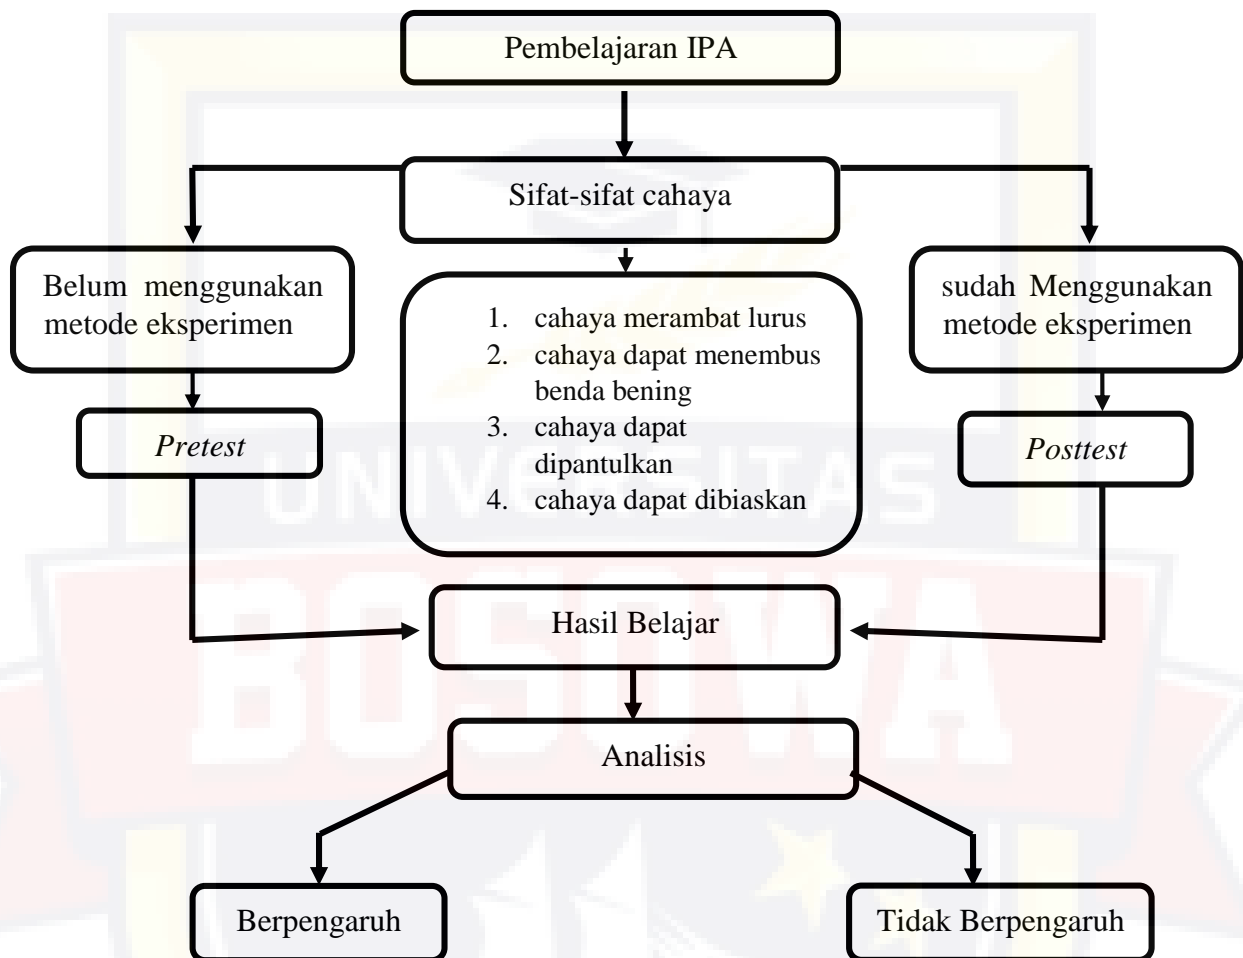 Pembelajaran IPA
Sifat-sifat cahaya
Belum menggunakan
metode eksperimen
sudah Menggunakan
metode eksperimen
1. cahaya merambat lurus
2. cahaya dapat menembus
benda bening
3. cahaya dapat
dipantulkan
4. cahaya dapat dibiaskan
Pretest
Posttest
UNIVERSITAS
BOSOWA
Hasil Belajar
Analisis
Berpengaruh
Tidak Berpengaruh